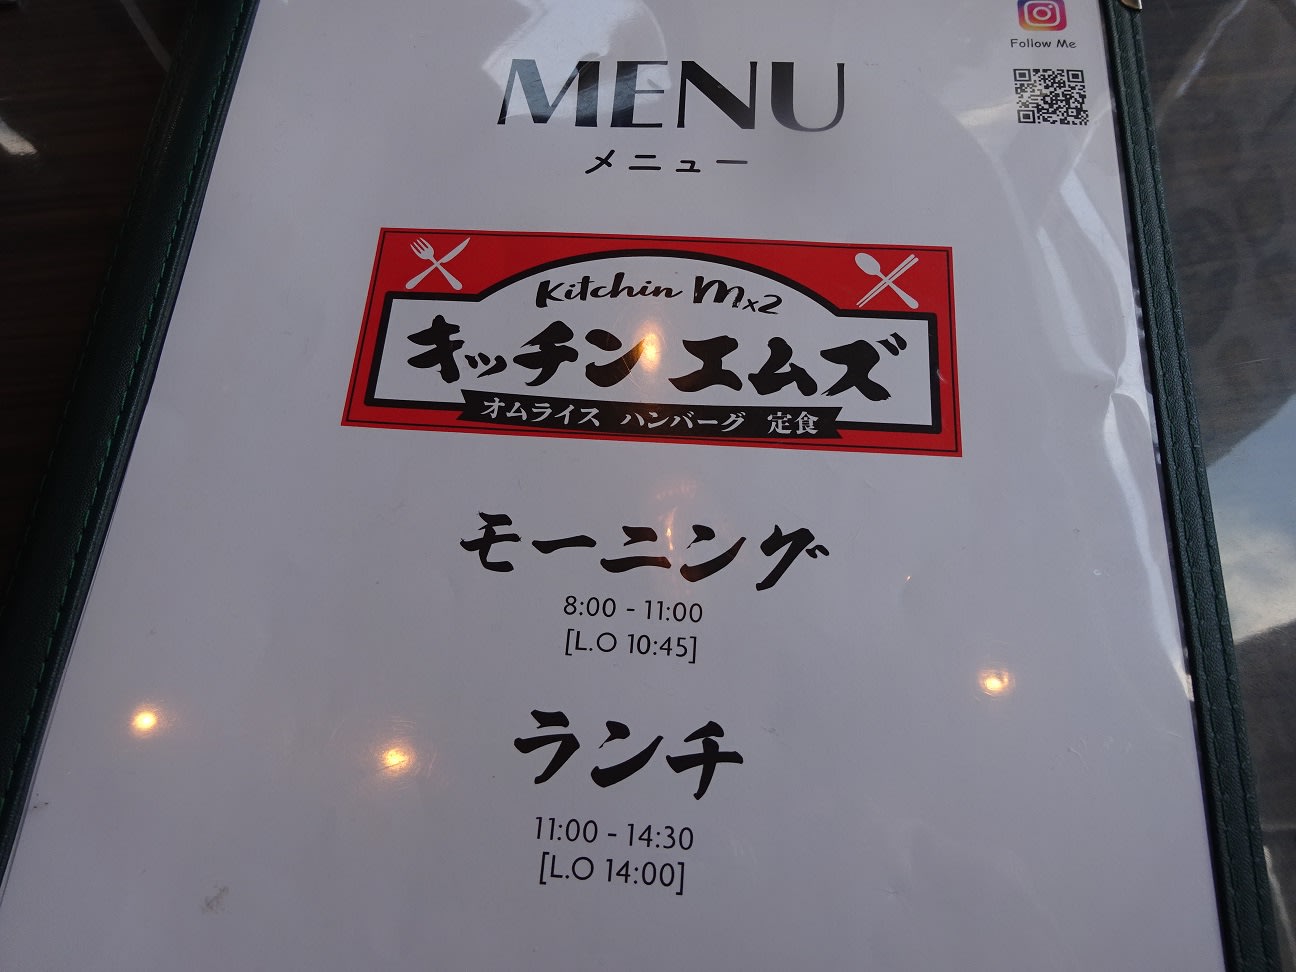 Follow Me
MENU
メニュー
Kitchin Mx2
キッチン エムズ
オムライス ハンバーグ 定食
モーニング
8:00 - 11:00
[L.O 10:45]
ランチ
11:00 - 14:30
[L.O 14:00]